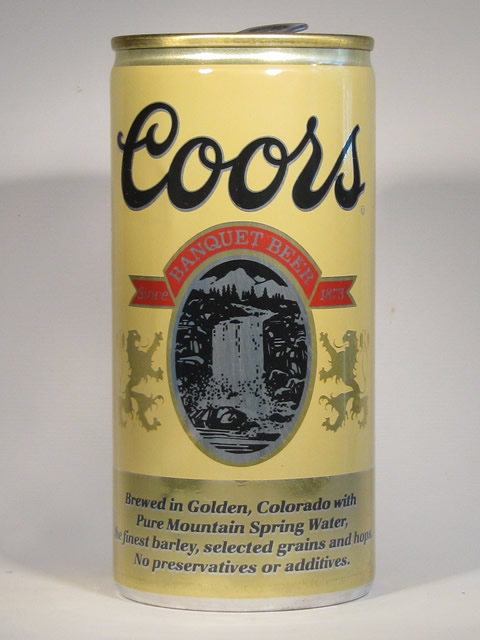 Coors
BANQUET BEER
Since 1873
Brewed in Golden, Colorado with
Pure Mountain Spring Water,
the finest barley, selected grains and hops.
No preservatives or additives.